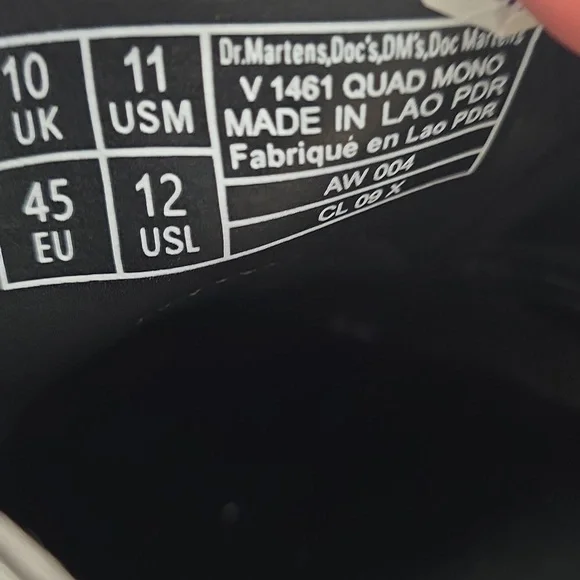 10 UK
11 USM
45 EU
12 USL
Dr.Martens,Doc's,DM's,Doc Martens
V 1461 QUAD MONO
MADE IN LAO PDR
Fabriqué en Lao PDR
AW 004
CL 09 X